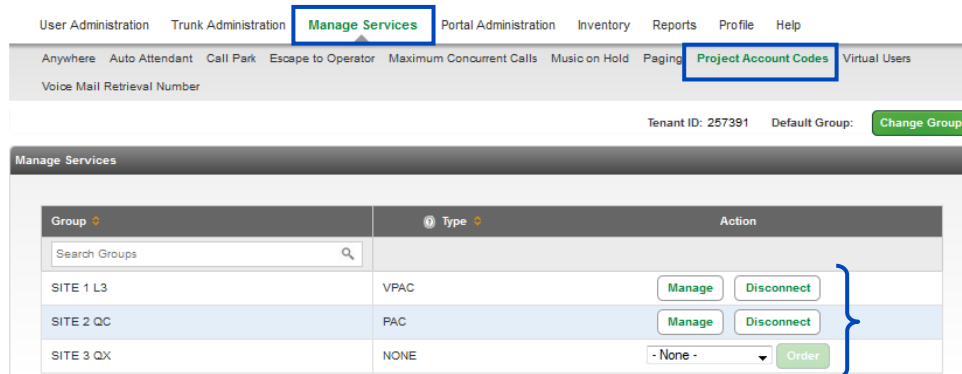 User Administration Trunk Administration Manage Services Portal Administration Inventory Reports Profile Help
Anywhere Auto Attendant Call Park Escape to Operator Maximum Concurrent Calls Music on Hold Paging Project Account Codes Virtual Users
Voice Mail Retrieval Number
Tenant ID: 257391 Default Group: Change Group
Manage Services
Group Type Action
Search Groups
SITE 1 L3 VPAC Manage Disconnect
SITE 2 QC PAC Manage Disconnect
SITE 3 QX NONE - None - Order